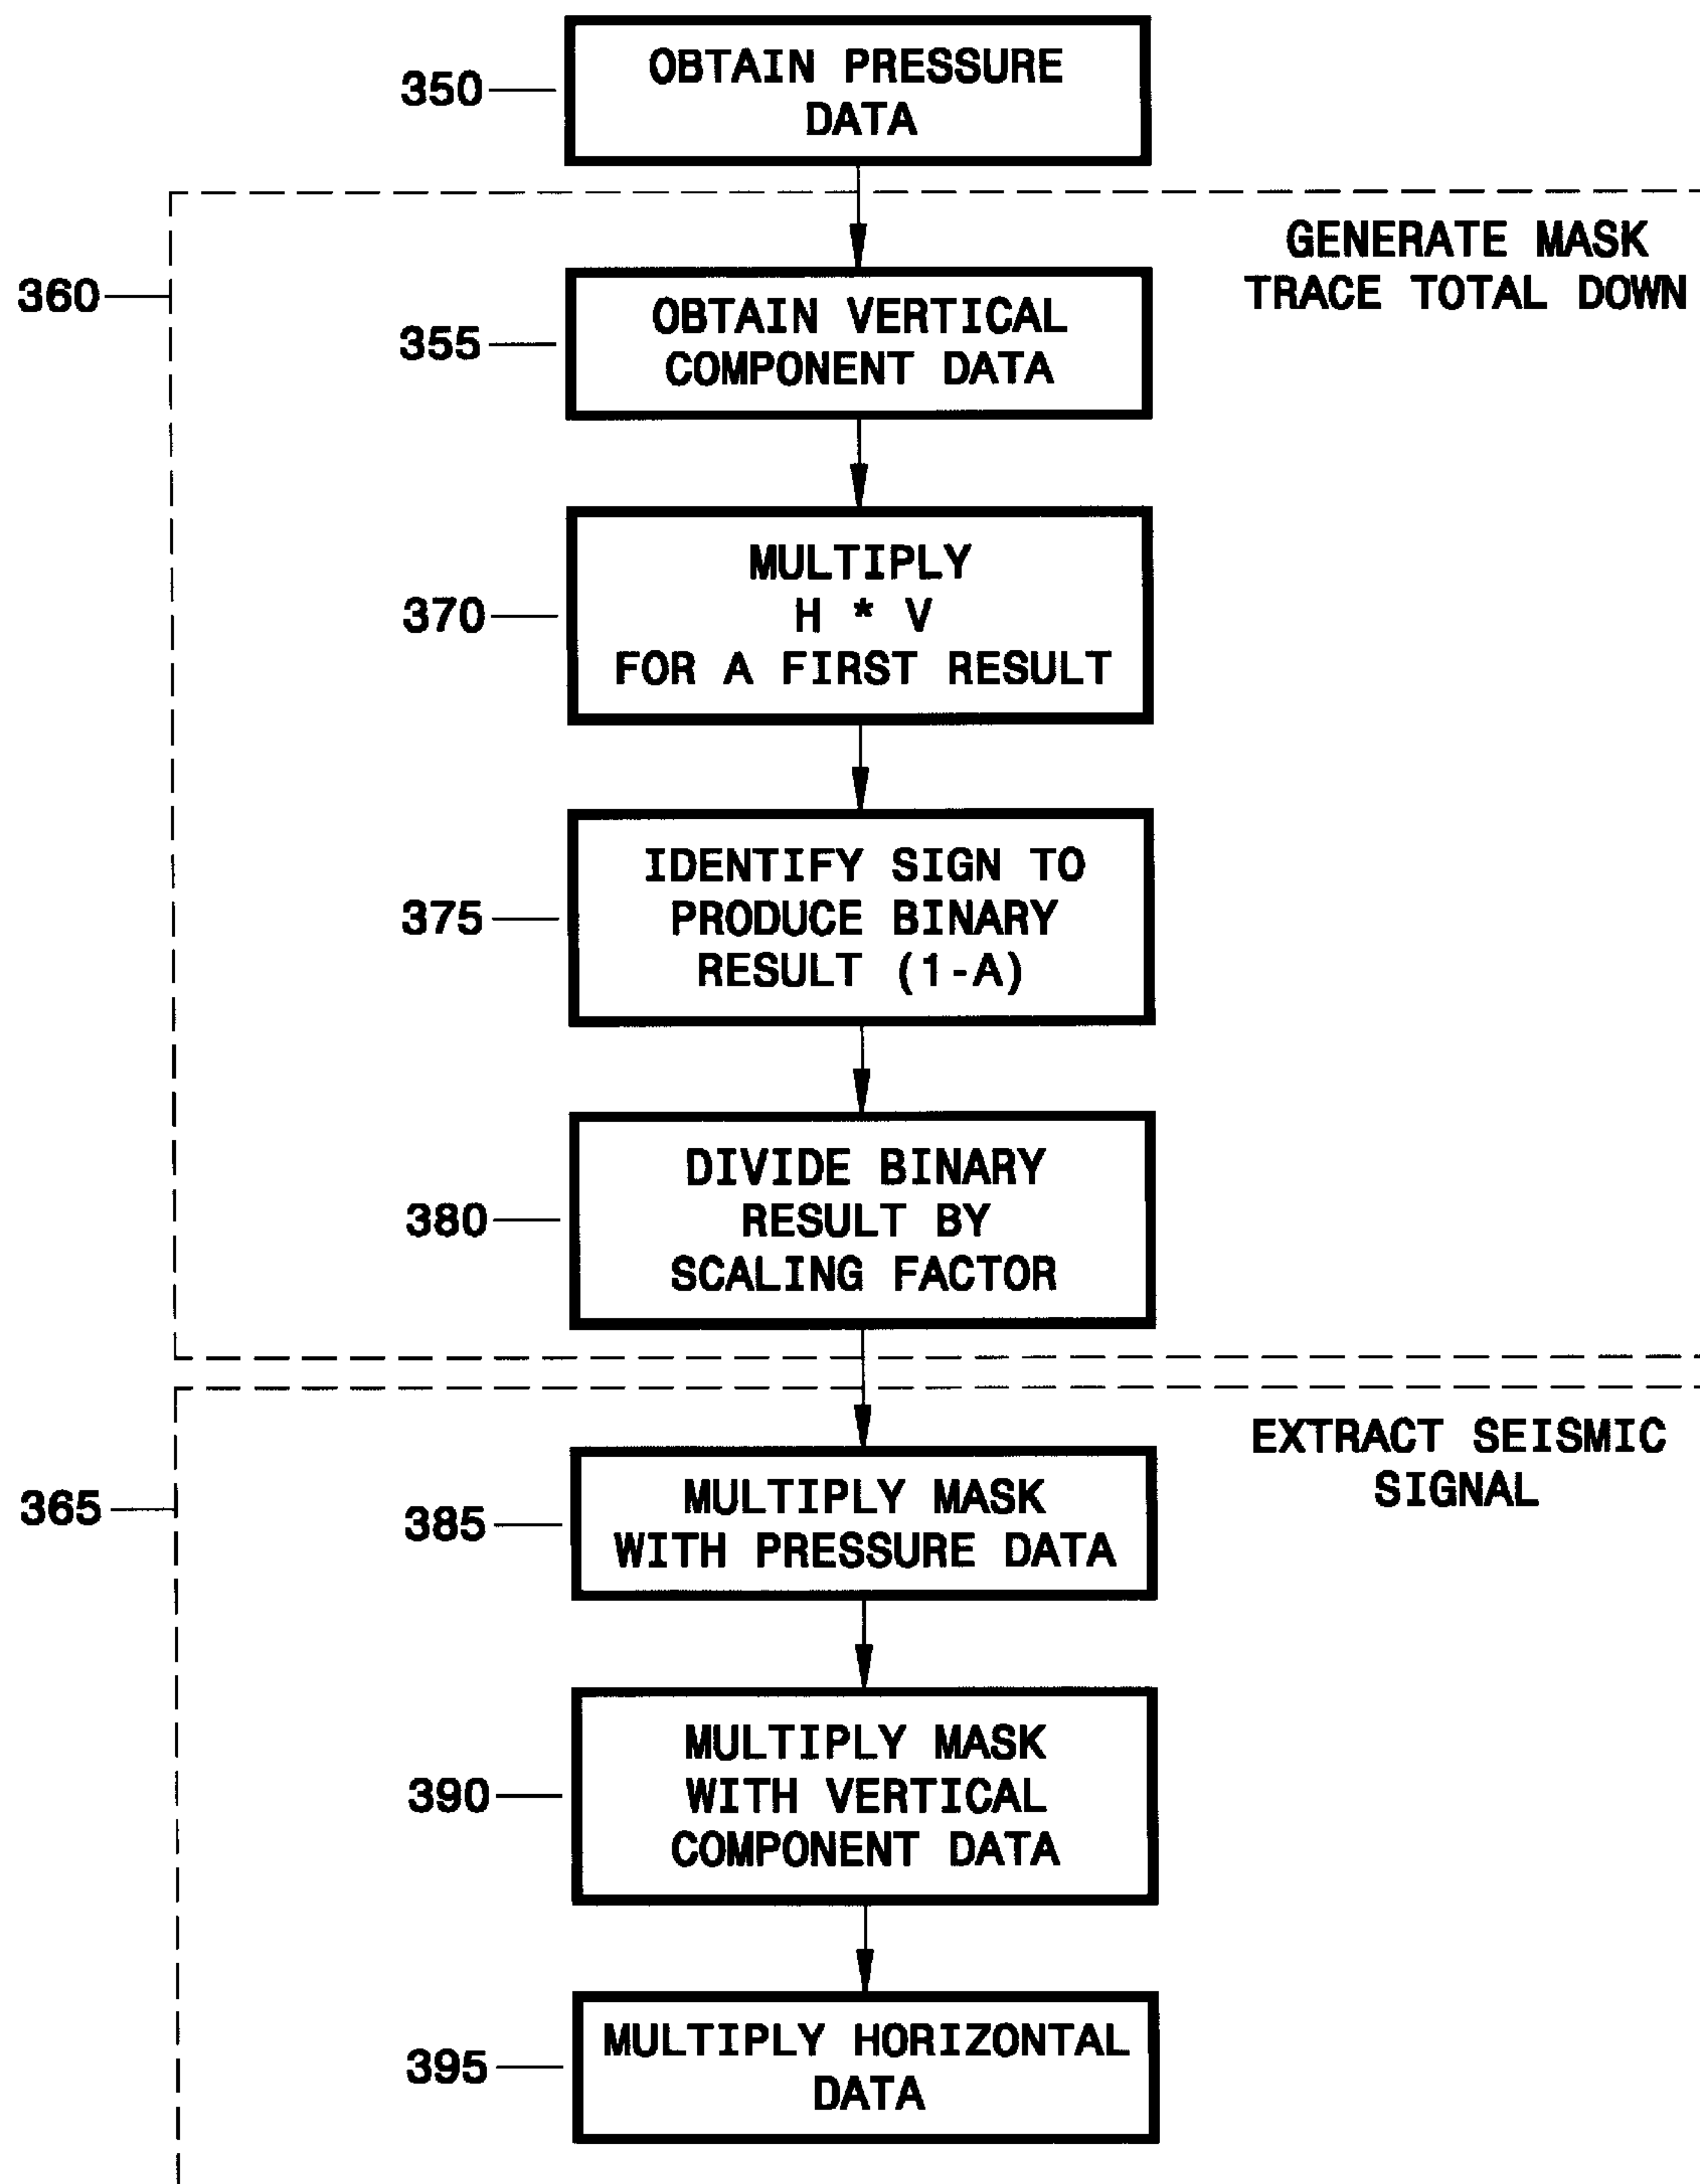 350
OBTAIN PRESSURE
DATA
GENERATE MASK
TRACE TOTAL DOWN
360
355
OBTAIN VERTICAL
COMPONENT DATA
370
MULTIPLY
H * V
FOR A FIRST RESULT
375
IDENTIFY SIGN TO
PRODUCE BINARY
RESULT (1-A)
380
DIVIDE BINARY
RESULT BY
SCALING FACTOR
EXTRACT SEISMIC
SIGNAL
365
385
MULTIPLY MASK
WITH PRESSURE DATA
390
MULTIPLY MASK
WITH VERTICAL
COMPONENT DATA
395
MULTIPLY HORIZONTAL
DATA